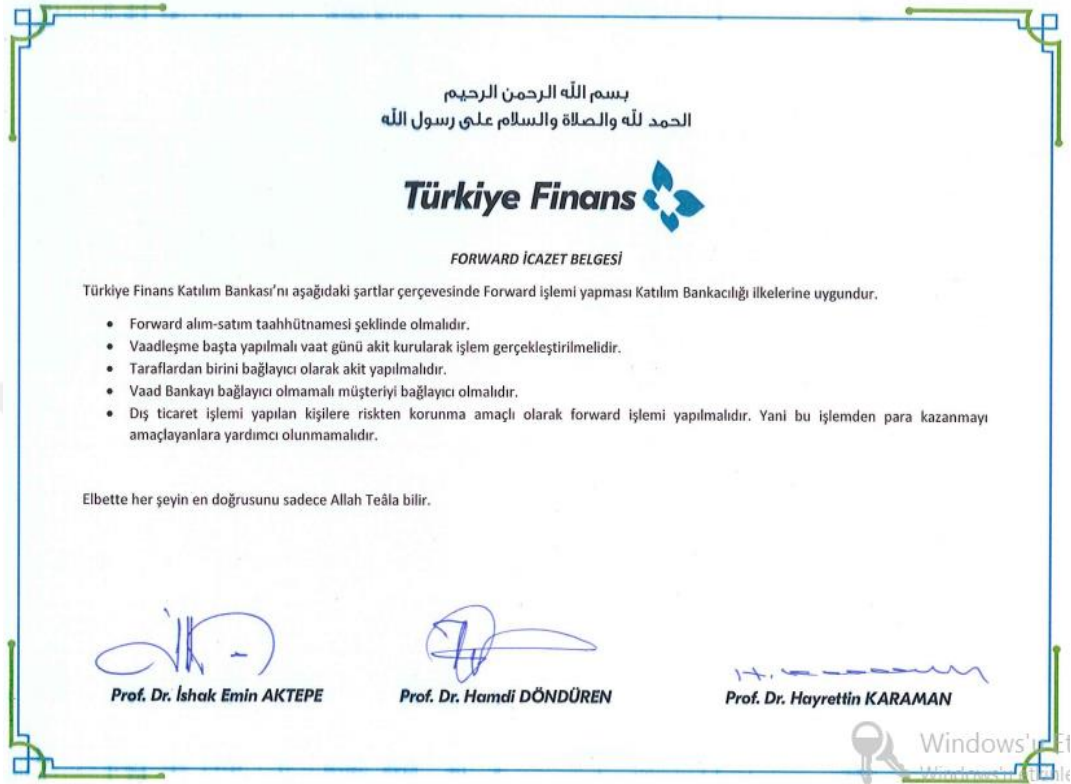 بسم الله الرحمن الرحيم
الحمد لله والصلاة والسلام على رسول الله
Türkiye Finans
FORWARD İCAZET BELGESİ
Türkiye Finans Katılım Bankası'nı aşağıdaki şartlar çerçevesinde Forward işlemi yapması Katılım Bankacılığı ilkelerine uygundur.
• Forward alım-satım taahhütnamesi şeklinde olmalıdır.
• Vaadleşme başta yapılmalı vaat günü akit kurularak işlem gerçekleştirilmelidir.
• Taraflardan birini bağlayıcı olarak akit yapılmalıdır.
• Vaad Bankayı bağlayıcı olmamalı müşteriyi bağlayıcı olmalıdır.
• Dış ticaret işlemi yapılan kişilere riskten korunma amaçlı olarak forward işlemi yapılmalıdır. Yani bu işlemden para kazanmayı
amaçlayanlara yardımcı olunmamalıdır.
Elbette her şeyin en doğrusunu sadece Allah Teâla bilir.
Prof. Dr. İshak Emin AKTEPE
Prof. Dr. Hamdi DÖNDÜREN
Prof. Dr. Hayrettin KARAMAN
Windows'u Et